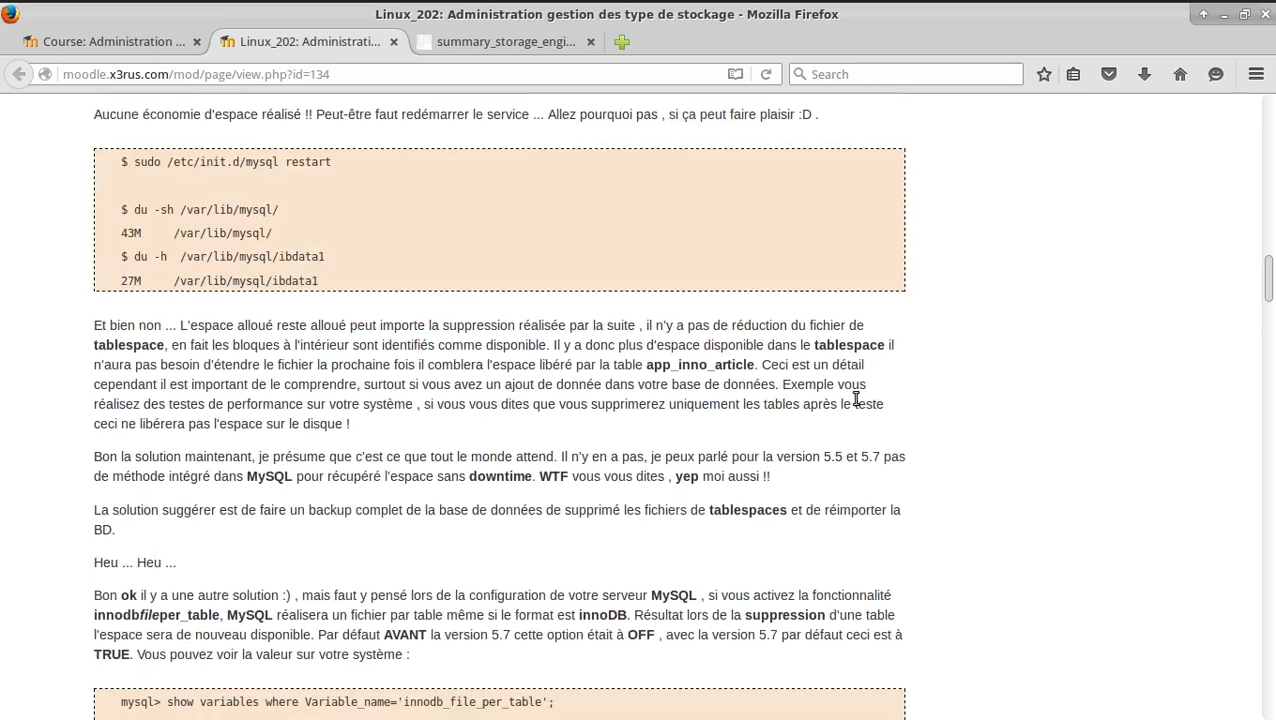 Linux_202: Administration gestion des type de stockage - Mozilla Firefox
Course: Administration ...
Linux_202: Administrati...
summary_storage_engi...
moodle.x3rus.com/mod/page/view.php?id=134
Search
Aucune économie d'espace réalisé !! Peut-être faut redémarrer le service ... Allez pourquoi pas , si ça peut faire plaisir :D .
$ sudo /etc/init.d/mysql restart
$ du -sh /var/lib/mysql/
43M /var/lib/mysql/
$ du -h /var/lib/mysql/ibdata1
27M /var/lib/mysql/ibdata1
Et bien non ... L'espace alloué reste alloué peut importe la suppression réalisée par la suite , il n'y a pas de réduction du fichier de
tablespace, en fait les bloques à l'intérieur sont identifiés comme disponible. Il y a donc plus d'espace disponible dans le tablespace il
n'aura pas besoin d'étendre le fichier la prochaine fois il comblera l'espace libéré par la table app_inno_article. Ceci est un détail
cependant il est important de le comprendre, surtout si vous avez un ajout de donnée dans votre base de données. Exemple vous
réalisez des testes de performance sur votre système , si vous vous dites que vous supprimerez uniquement les tables après le teste
ceci ne libérera pas l'espace sur le disque !
Bon la solution maintenant, je présume que c'est ce que tout le monde attend. Il n'y en a pas, je peux parlé pour la version 5.5 et 5.7 pas
de méthode intégré dans MySQL pour récupéré l'espace sans downtime. WTF vous vous dites , yep moi aussi !!
La solution suggérer est de faire un backup complet de la base de données de supprimé les fichiers de tablespaces et de réimporter la
BD.
Heu ... Heu ...
Bon ok il y a une autre solution :) , mais faut y pensé lors de la configuration de votre serveur MySQL , si vous activez la fonctionnalité
innodbfileper_table, MySQL réalisera un fichier par table même si le format est innoDB. Résultat lors de la suppression d'une table
l'espace sera de nouveau disponible. Par défaut AVANT la version 5.7 cette option était à OFF , avec la version 5.7 par défaut ceci est à
TRUE. Vous pouvez voir la valeur sur votre système :
mysql> show variables where Variable_name='innodb_file_per_table';